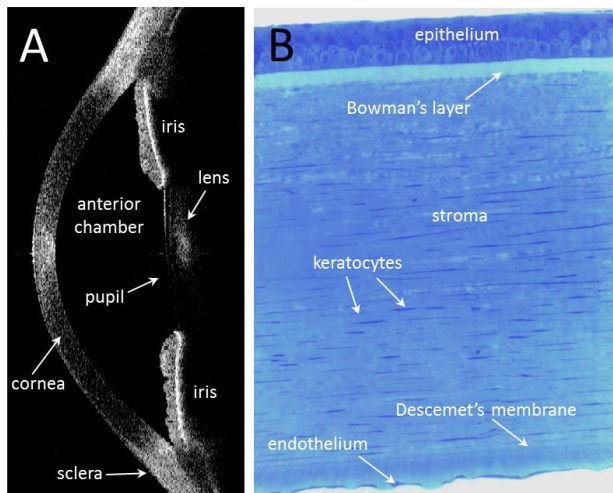 A
iris
lens
anterior
chamber
pupil
cornea
iris
sclera
B
epithelium
Bowman's layer
stroma
keratocytes
Descemet's membrane
endothelium